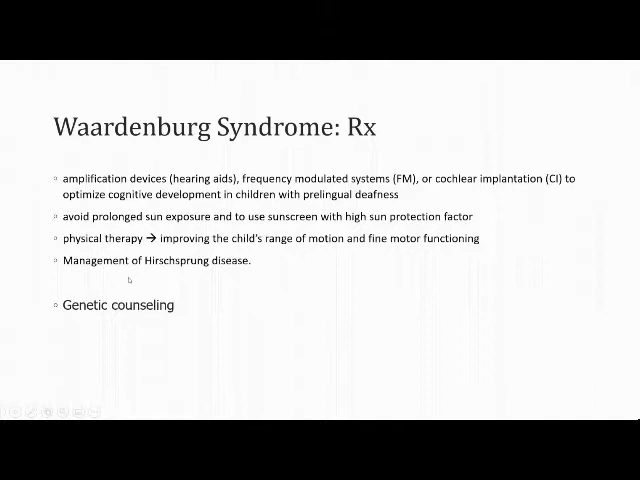 Waardenburg Syndrome: Rx
▫ amplification devices (hearing aids), frequency modulated systems (FM), or cochlear implantation (CI) to
optimize cognitive development in children with prelingual deafness
▫ avoid prolonged sun exposure and to use sunscreen with high sun protection factor
▫ physical therapy → improving the child's range of motion and fine motor functioning
▫ Management of Hirschsprung disease.
▫ Genetic counseling